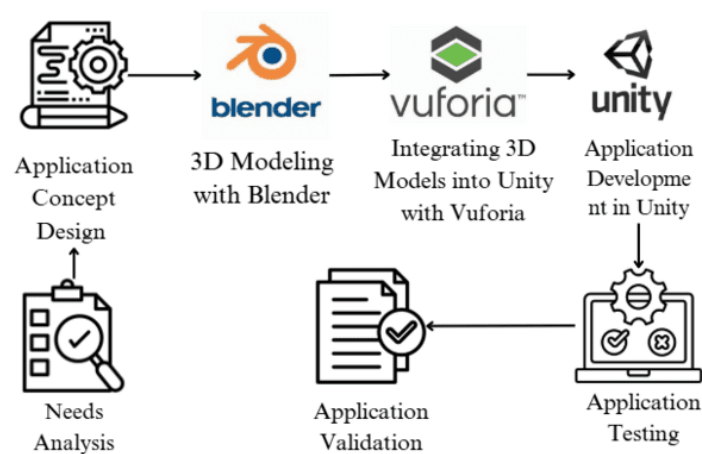 blender
vuforia™
unity
Application
Concept
Design
3D Modeling
with Blender
Integrating 3D
Models into Unity
with Vuforia
Application
Developme
nt in Unity
Needs
Analysis
Application
Validation
Application
Testing